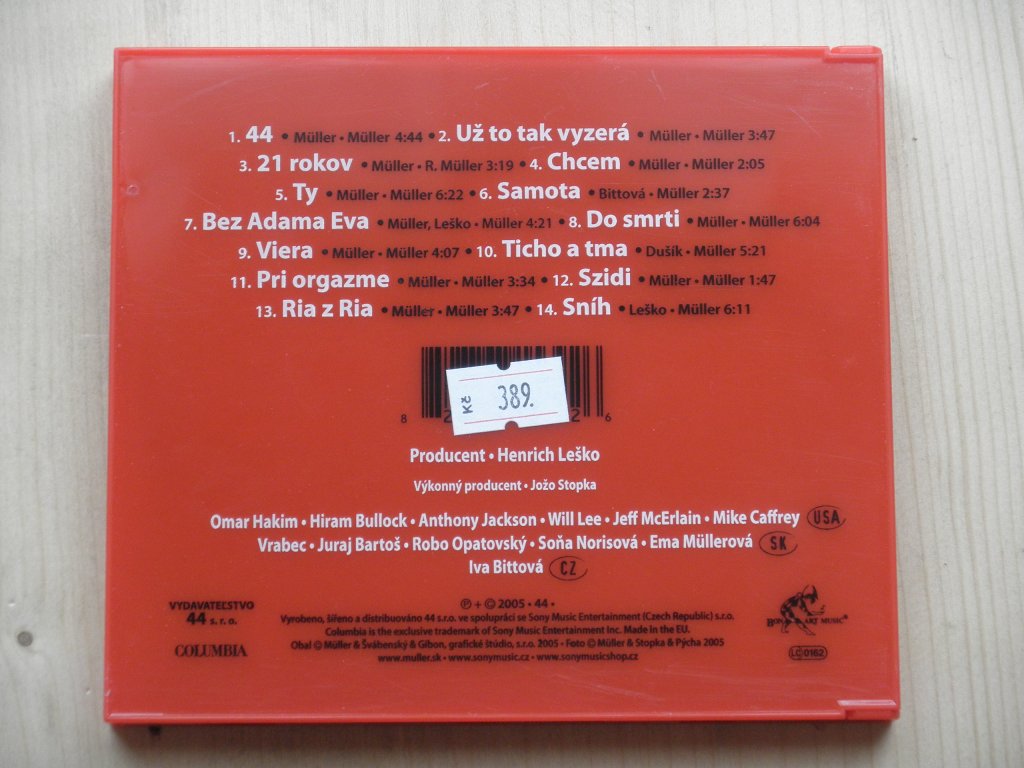 1. 44 • Müller • Müller 4:44 • 2. Už to tak vyzerá • Müller • Müller 3:47
3. 21 rokov • Müller • R. Müller 3:19 • 4. Chcem • Müller • Müller 2:05
5. Ty • Müller • Müller 6:22 • 6. Samota • Bittová • Müller 2:37
7. Bez Adama Eva • Müller, Leško • Müller 4:21 • 8. Do smrti • Müller • Müller 6:04
9. Viera • Müller • Müller 4:07 • 10. Ticho a tma • Dušík • Müller 5:21
11. Pri orgazme • Müller • Müller 3:34 • 12. Szidi • Müller • Müller 1:47
13. Ria z Ria • Müller • Müller 3:47 • 14. Sníh • Leško • Müller 6:11
Kč 389.
8 2 2 6
Producent • Henrich Leško
Výkonný producent • Jožo Stopka
Omar Hakim • Hiram Bullock • Anthony Jackson • Will Lee • Jeff McErlain • Mike Caffrey USA
Vrabec • Juraj Bartoš • Robo Opatovský • Soňa Norisová • Ema Müllerová SK
Iva Bittová CZ
VYDAVATEĽSTVO
44 s. r. o.
COLUMBIA
℗ + © 2005 • 44 •
Vyrobeno, šířeno a distribuováno 44 s.r.o. ve spolupráci se Sony Music Entertainment (Czech Republic) s.r.o.
Columbia is the exclusive trademark of Sony Music Entertainment Inc. Made in the EU.
Obal © Müller & Švábenský & Gibon, grafické štúdio, s.r.o. 2005 • Foto © Müller & Stopka & Pýcha 2005
www.muller.sk • www.sonymusic.cz • www.sonymusicshop.cz
BON ART MUSIC
LC 0162